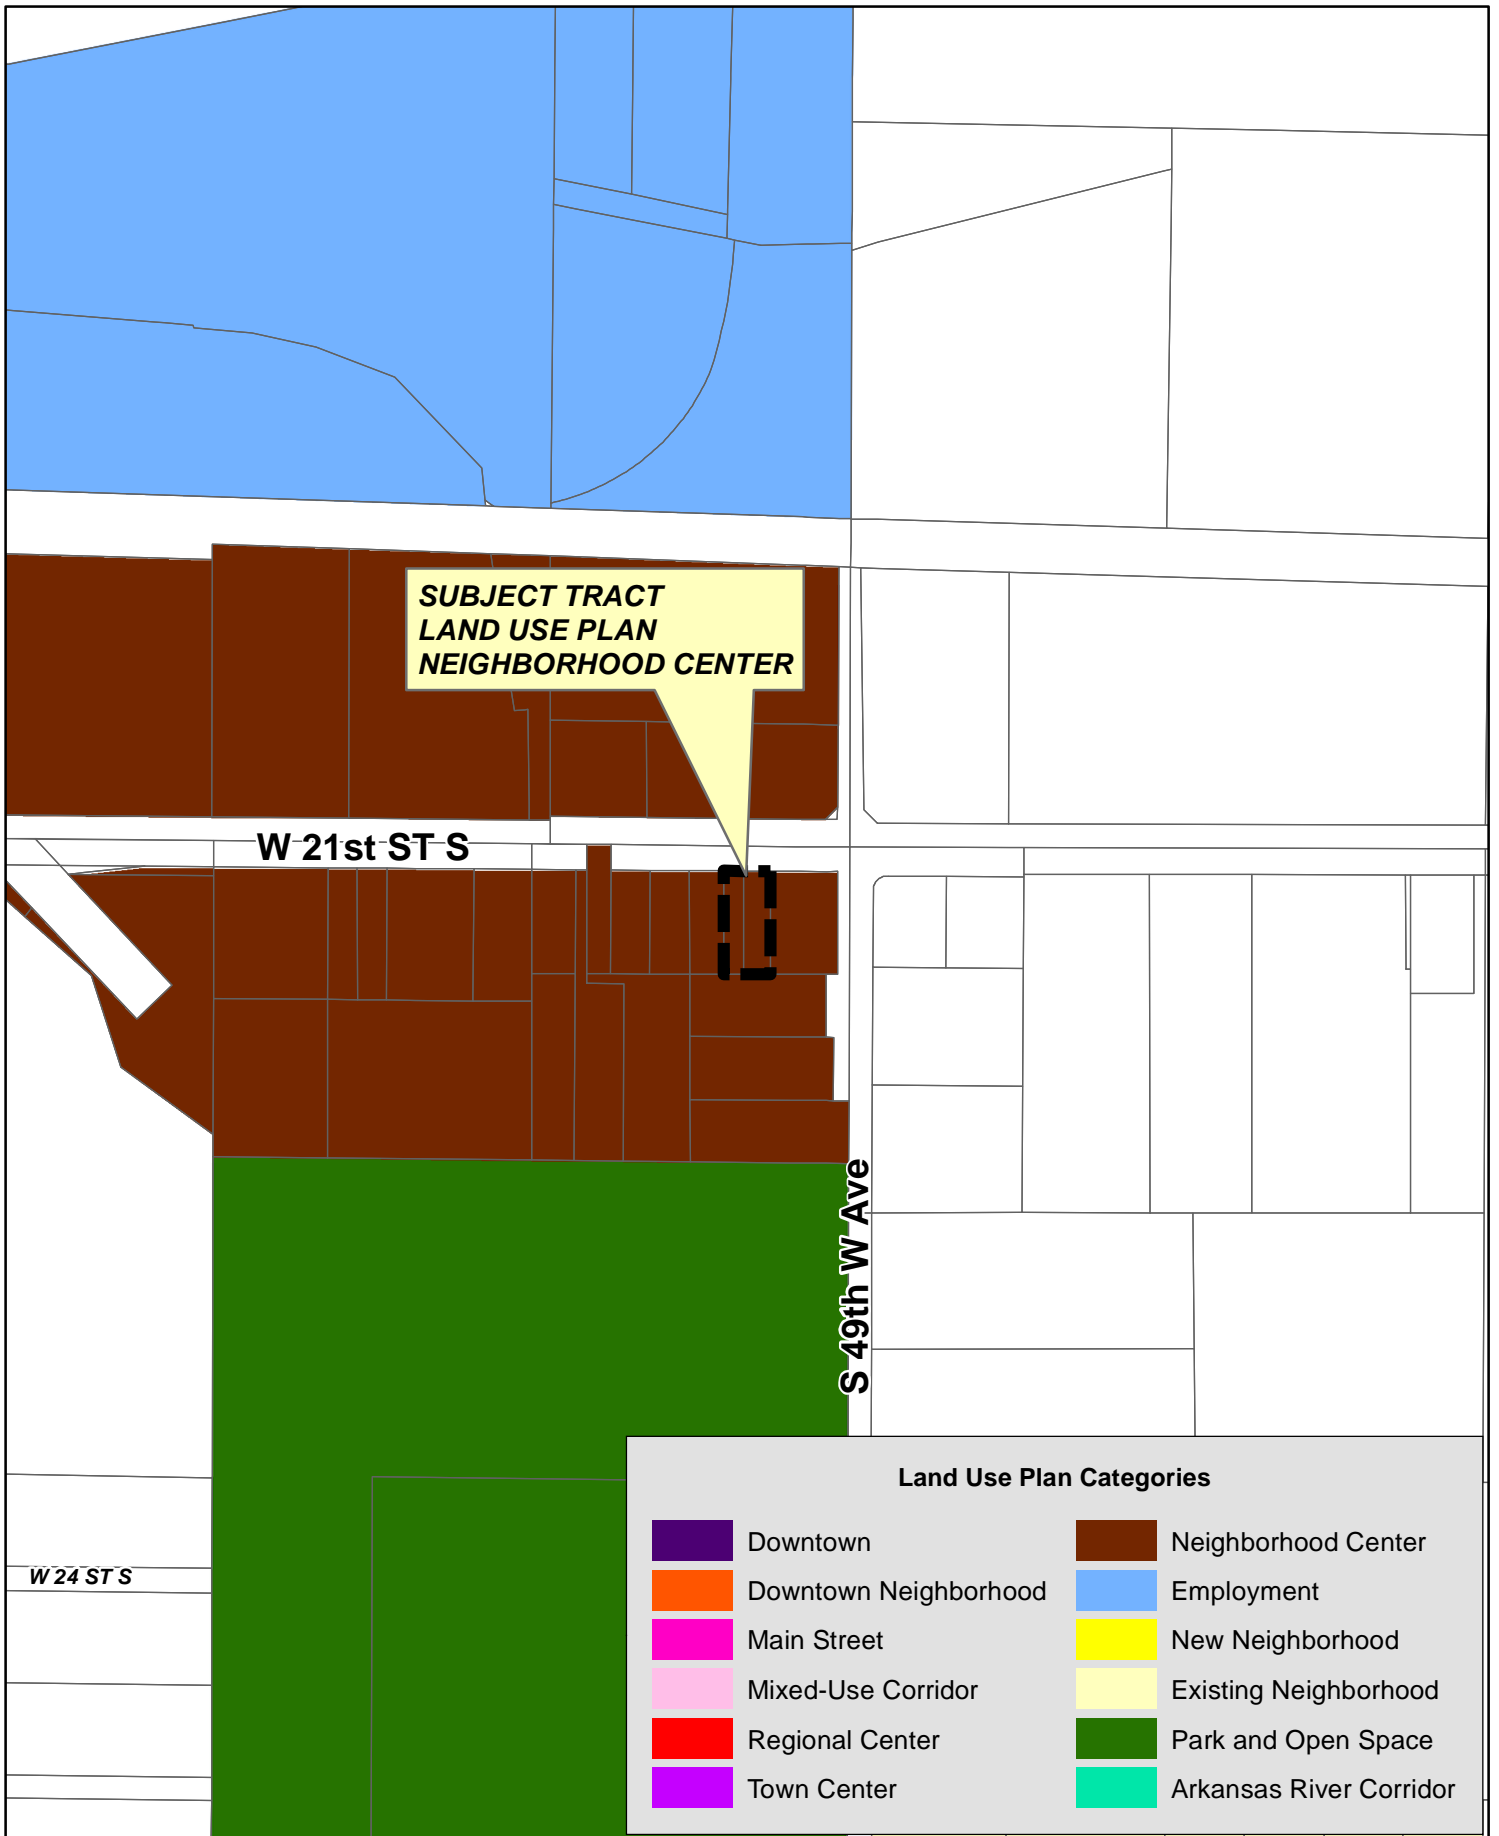 SUBJECT TRACT
LAND USE PLAN
NEIGHBORHOOD CENTER
W 21st ST S
S 49th W Ave
W 24 ST S
Land Use Plan Categories
Downtown
Downtown Neighborhood
Main Street
Mixed-Use Corridor
Regional Center
Town Center
Neighborhood Center
Employment
New Neighborhood
Existing Neighborhood
Park and Open Space
Arkansas River Corridor